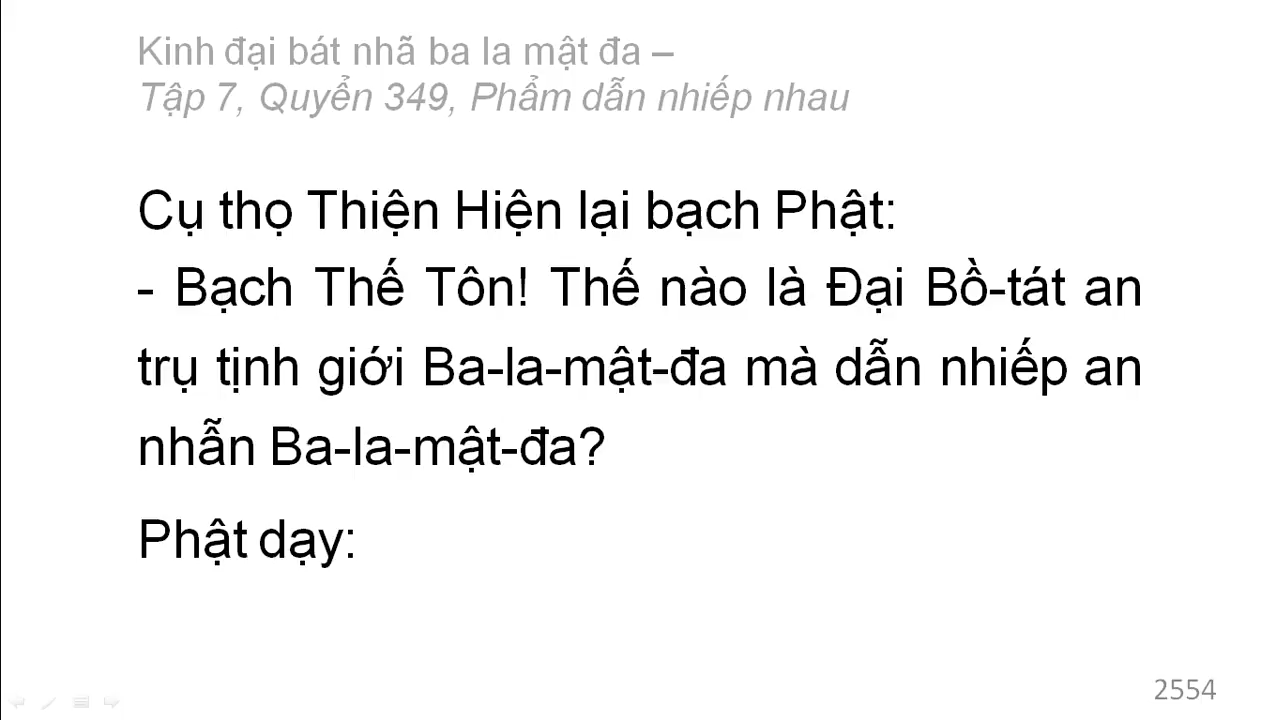 Kinh đại bát nhã ba la mật đa –
Tập 7, Quyển 349, Phẩm dẫn nhiếp nhau
Cụ thọ Thiện Hiện lại bạch Phật:
- Bạch Thế Tôn! Thế nào là Đại Bồ-tát an
trụ tịnh giới Ba-la-mật-đa mà dẫn nhiếp an
nhẫn Ba-la-mật-đa?
Phật dạy:
2554